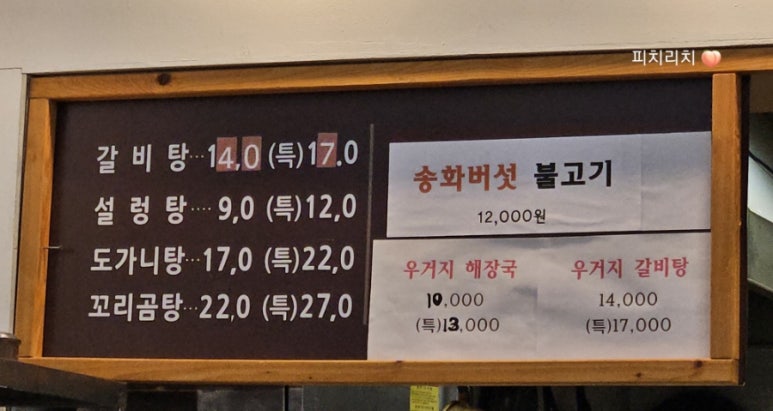 피치리치
갈비탕···14,0 (특)17.0
설렁탕····9,0 (특)12,0
도가니탕···17,0 (특)22,0
꼬리곰탕···22,0 (특)27,0
송화버섯 불고기
12,000원
우거지 해장국
10,000
(특)13,000
우거지 갈비탕
14,000
(특)17,000